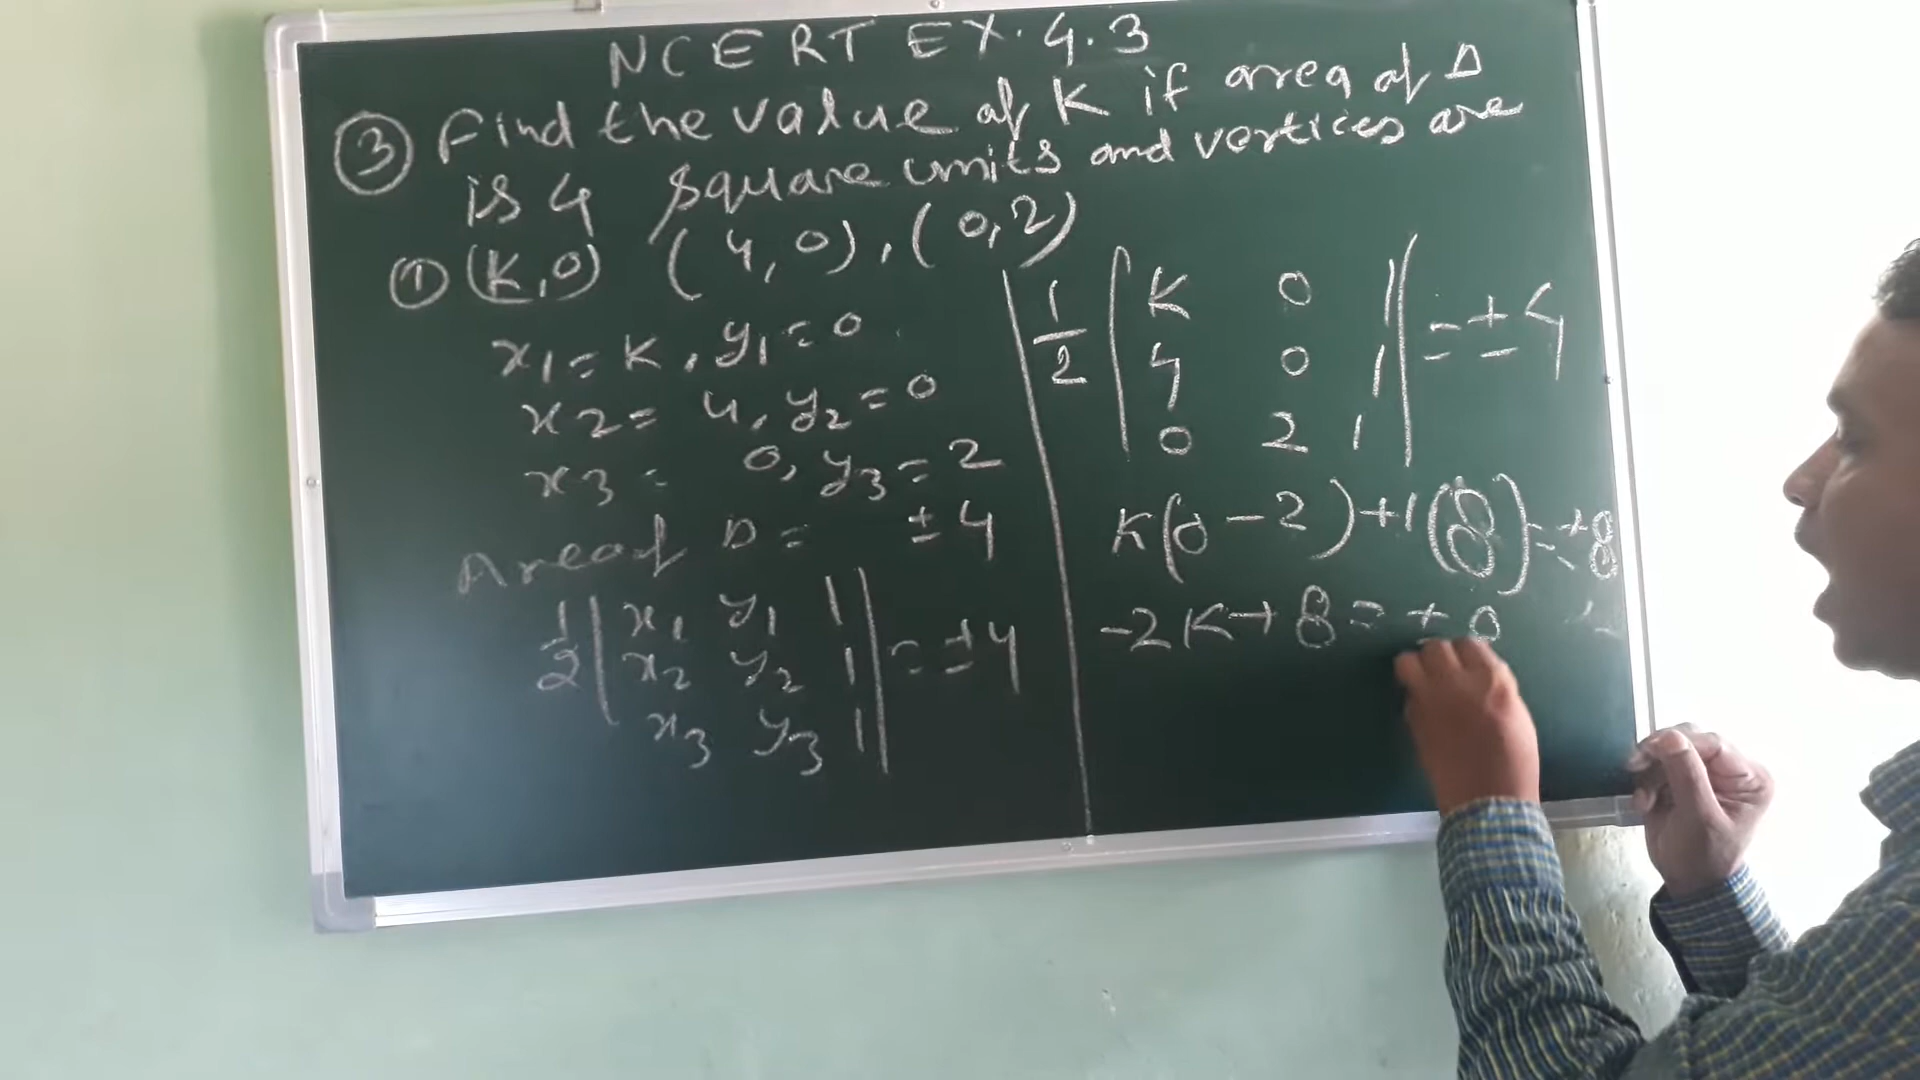 NCERT EX. 4.3
③ Find the value of K if area of Δ
is 4 square units and vertices are
① (K,0) (4,0), (0,2)
x1 = K, y1 = 0
x2 = 4, y2 = 0
x3 = 0, y3 = 2
Area of Δ = ± 4
1/2 | x1 y1 1 |
| x2 y2 1 | = ±4
| x3 y3 1 |
1/2 | K 0 1 |
| 4 0 1 | = ± 4
| 0 2 1 |
K(0-2)+1(8)=±8
-2K+8=±8